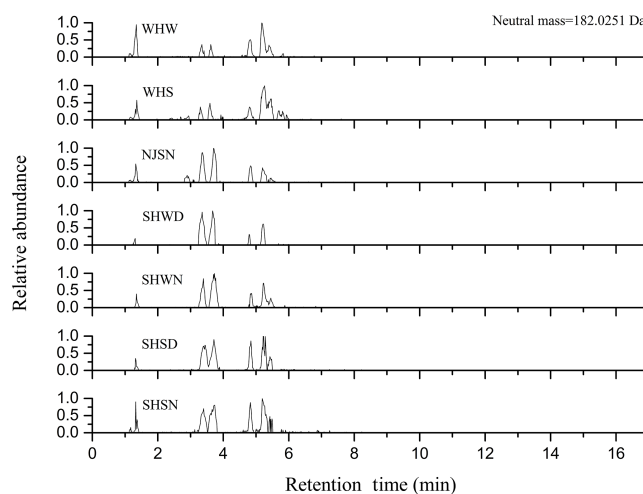 Neutral mass=182.0251 Da
Relative abundance
1.0
0.5
0.0
WHW
1.0
0.5
0.0
WHS
1.0
0.5
0.0
NJSN
1.0
0.5
0.0
SHWD
1.0
0.5
0.0
SHWN
1.0
0.5
0.0
SHSD
1.0
0.5
0.0
SHSN
0 2 4 6 8 10 12 14 16
Retention time (min)